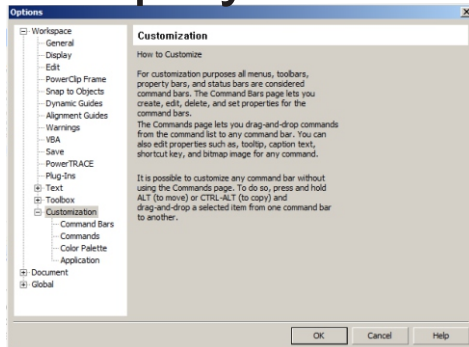 Options
Workspace
General
Display
Edit
PowerClip Frame
Snap to Objects
Dynamic Guides
Alignment Guides
Warnings
VBA
Save
PowerTRACE
Plug-Ins
Text
Toolbox
Customization
Command Bars
Commands
Color Palette
Application
Document
Global
Customization
How to Customize
For customization purposes all menus, toolbars,
property bars, and status bars are considered
command bars. The Command Bars page lets you
create, edit, delete, and set properties for the
command bars.
The Commands page lets you drag-and-drop commands
from the command list to any command bar. You can
also edit properties such as, tooltip, caption text,
shortcut key, and bitmap image for any command.
It is possible to customize any command bar without
using the Commands page. To do so, press and hold
ALT (to move) or CTRL-ALT (to copy) and
drag-and-drop a selected item from one command bar
to another.
OK
Cancel
Help